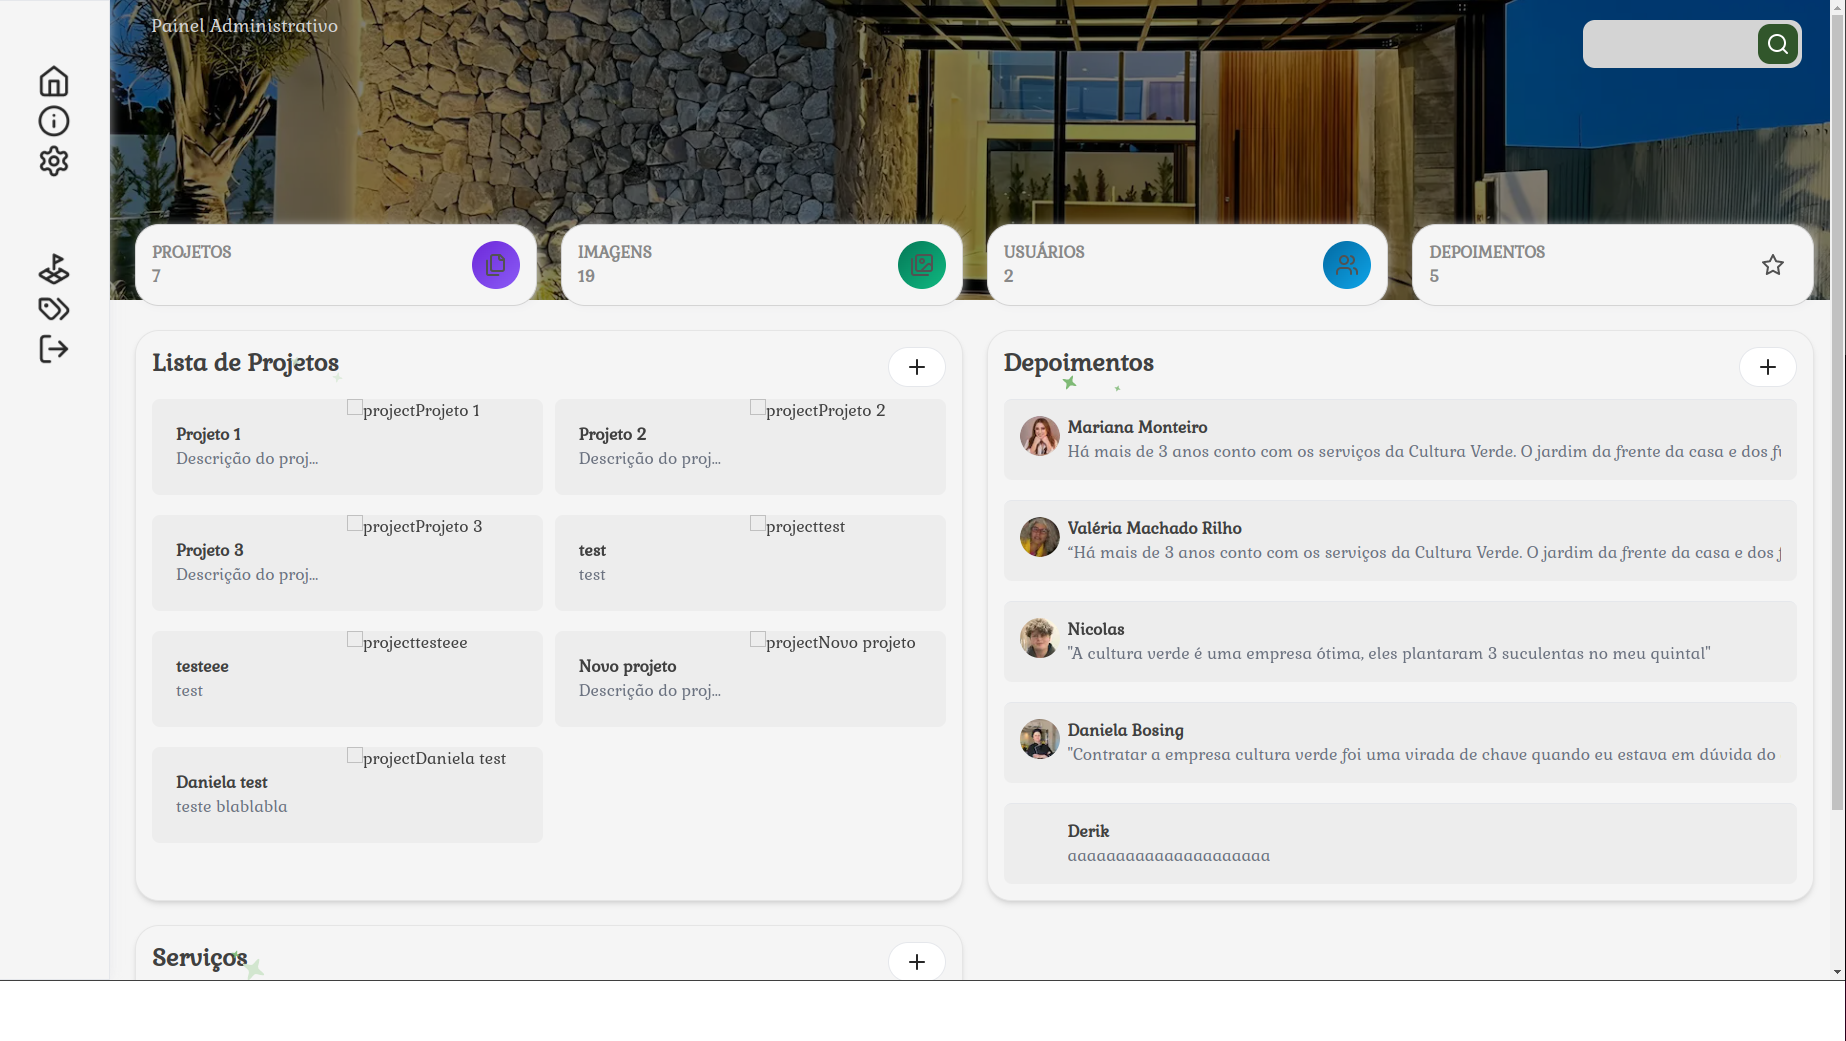 Painel Administrativo
PROJETOS
7
IMAGENS
19
USUÁRIOS
2
DEPOIMENTOS
5
Lista de Projetos
Projeto 1
Descrição do proj...
projectProjeto 1
Projeto 2
Descrição do proj...
projectProjeto 2
Projeto 3
Descrição do proj...
projectProjeto 3
test
test
projecttest
testeee
test
projecttesteee
Novo projeto
Descrição do proj...
projectNovo projeto
Daniela test
teste blablabla
projectDaniela test
Depoimentos
Mariana Monteiro
Há mais de 3 anos conto com os serviços da Cultura Verde. O jardim da frente da casa e dos
Valéria Machado Rilho
“Há mais de 3 anos conto com os serviços da Cultura Verde. O jardim da frente da casa e dos
Nicolas
"A cultura verde é uma empresa ótima, eles plantaram 3 suculentas no meu quintal"
Daniela Bosing
"Contratar a empresa cultura verde foi uma virada de chave quando eu estava em dúvida do
Derik
aaaaaaaaaaaaaaaaaaaaa
Serviços